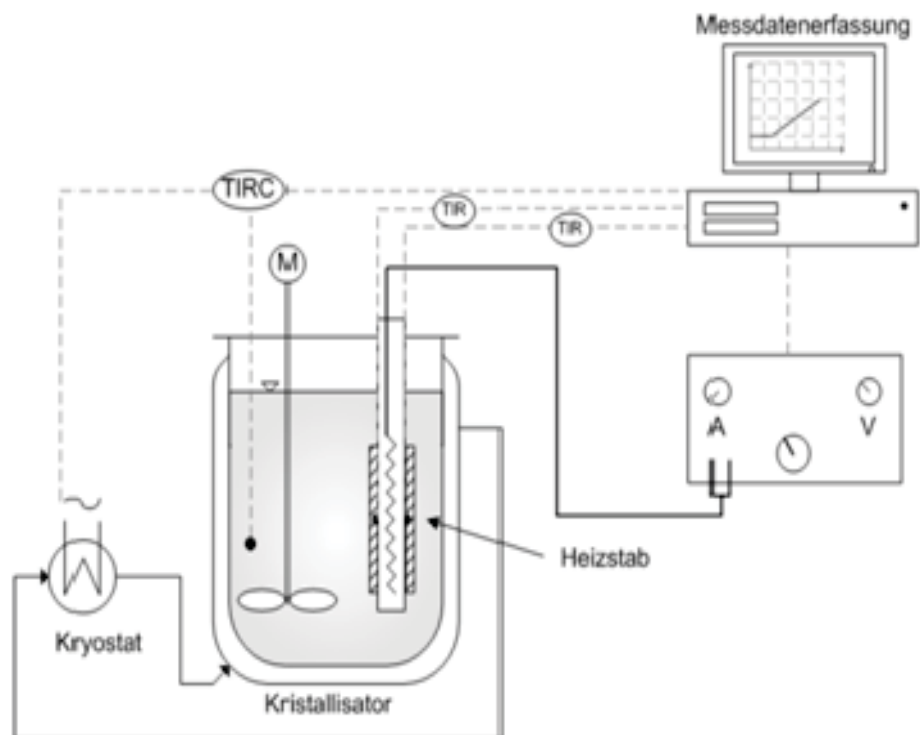 Messdatenerfassung
TIRC
TIR
TIR
M
A
V
Heizstab
Kryostat
Kristallisator